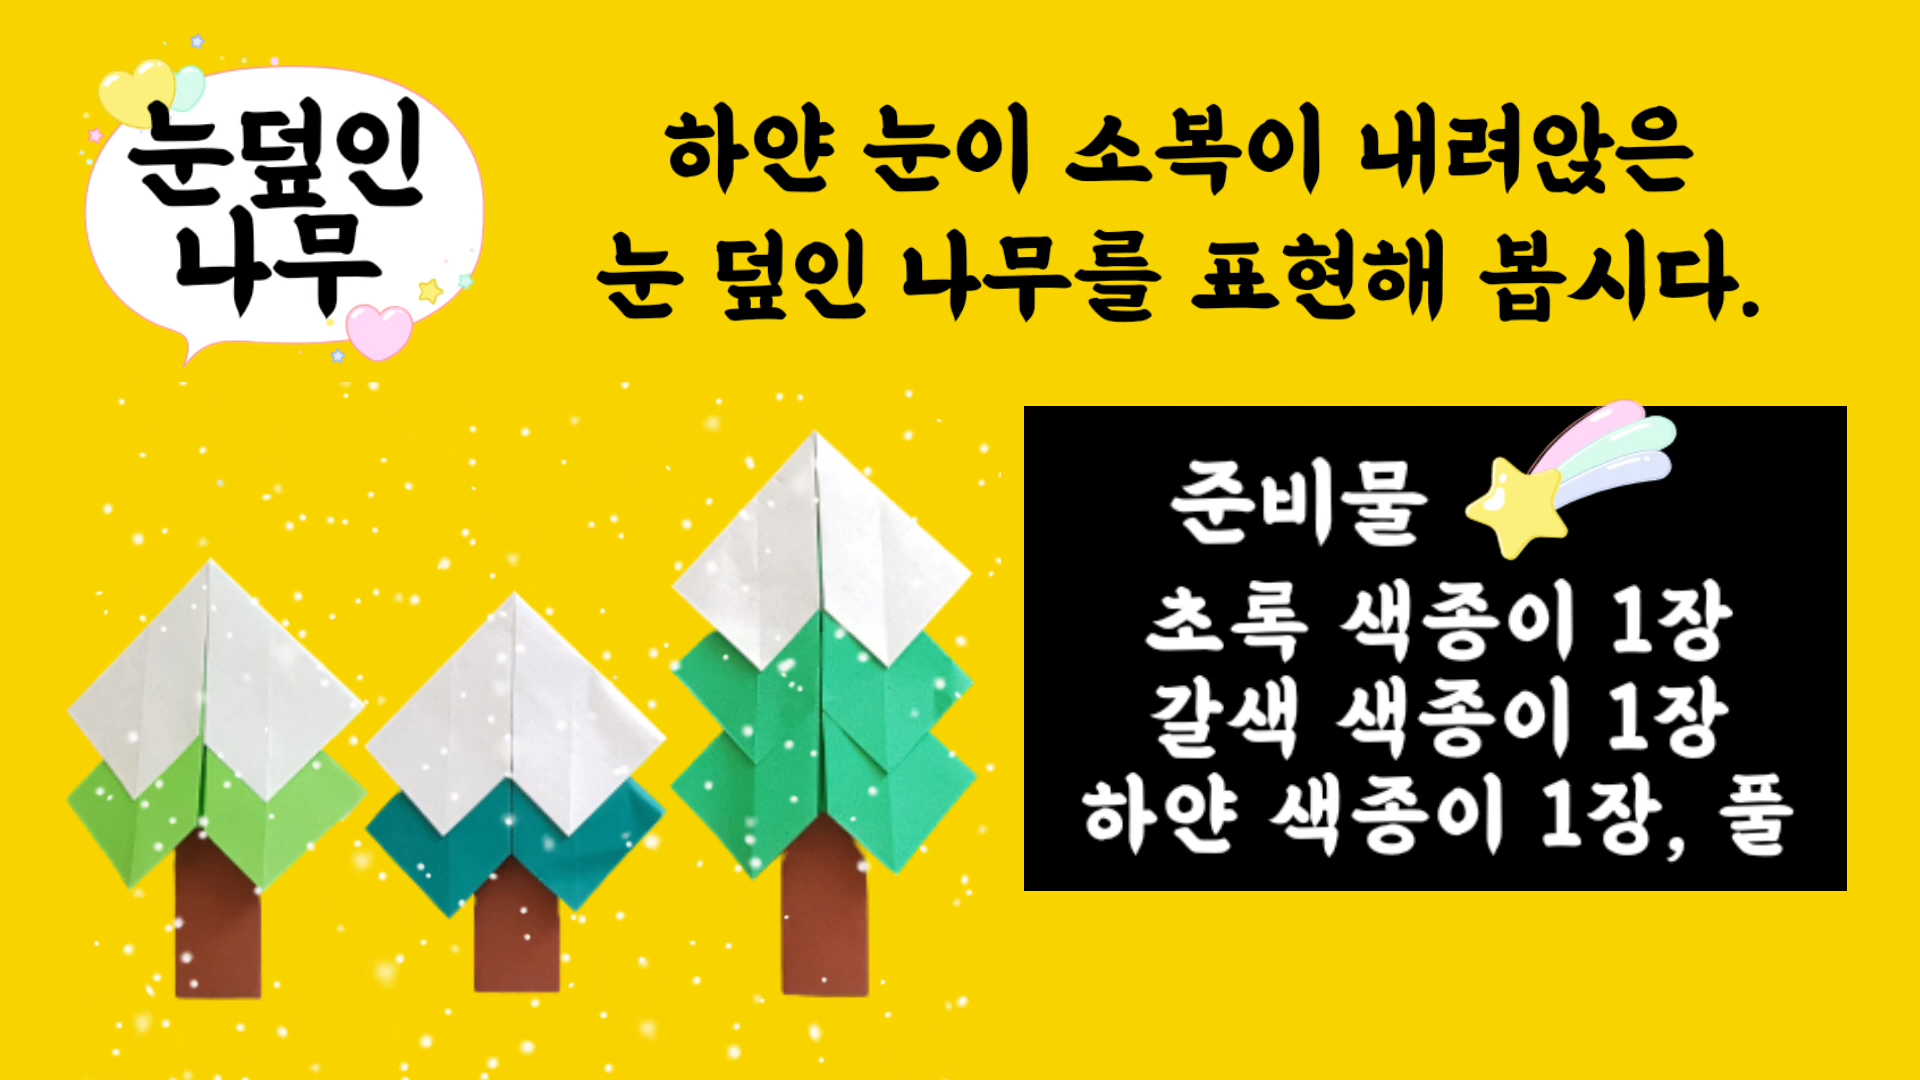 눈덮인
나무
하얀 눈이 소복이 내려앉은
눈 덮인 나무를 표현해 봅시다.
준비물
초록 색종이 1장
갈색 색종이 1장
하얀 색종이 1장, 풀